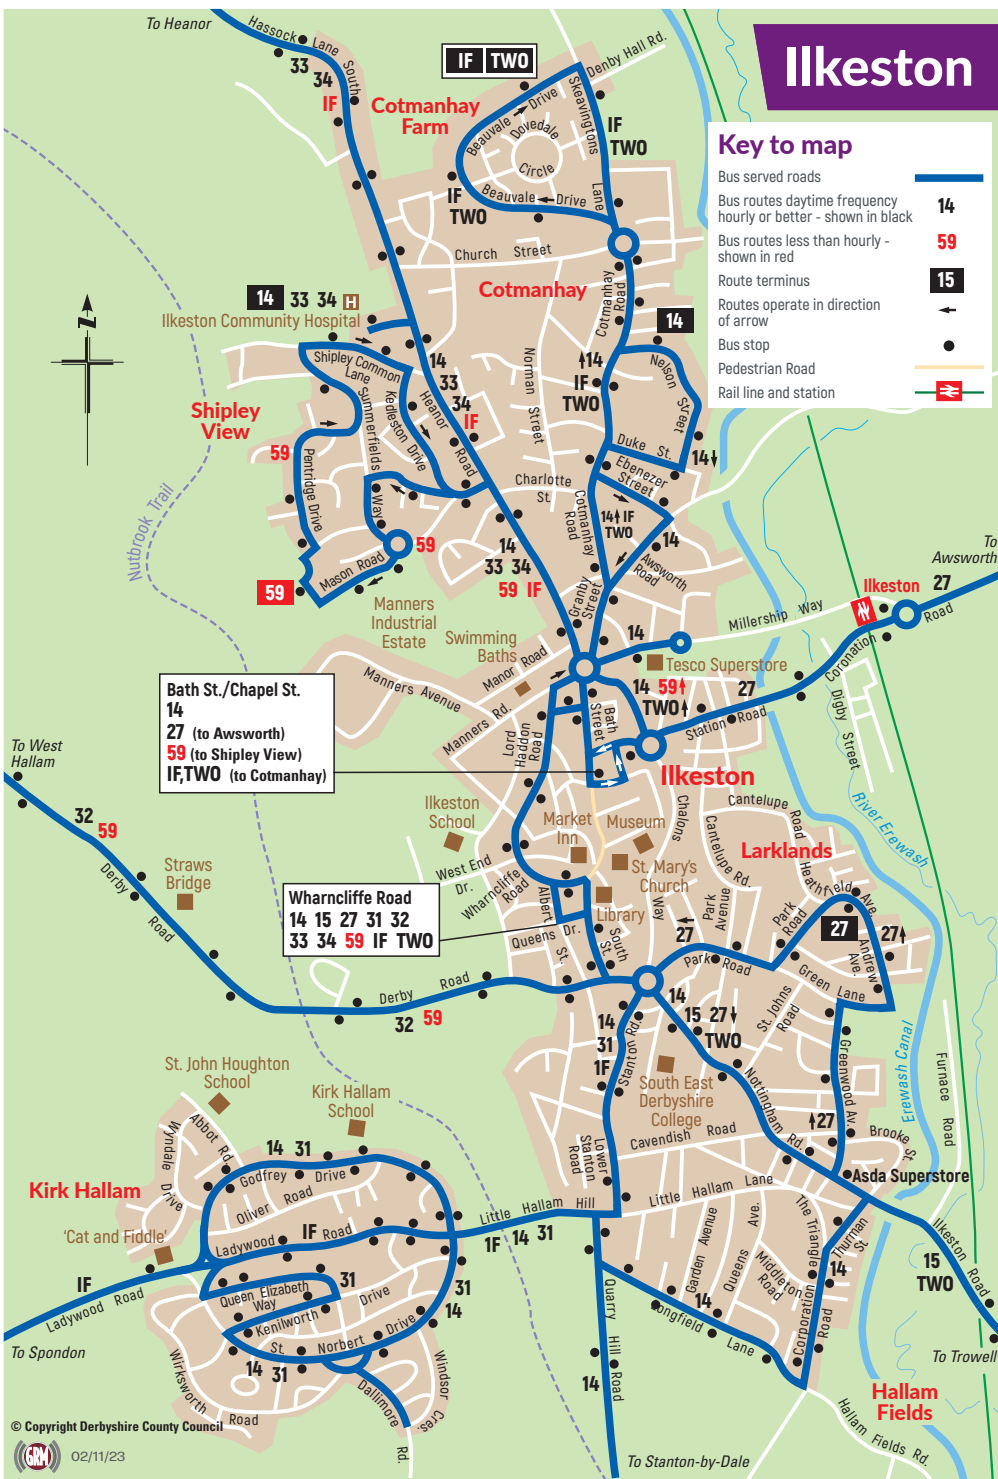 To Heanor
Hassock Lane South
33
34
IF
IF TWO
Denby Hall Rd.
Ilkeston
Cotmanhay
Farm
Beauvale Drive
Dovedale
Circle
Skeavingtons
Lane
IF
TWO
IF
TWO
Beauvale Drive
Key to map
Bus served roads
Bus routes daytime frequency
hourly or better - shown in black
14
Bus routes less than hourly -
shown in red
59
Route terminus
15
Routes operate in direction
of arrow
Bus stop
Pedestrian Road
Rail line and station
Church Street
Cotmanhay
Cotmanhay
Road
14 33 34 H
Ilkeston Community Hospital
14
N
Shipley Common
Lane
14
33
34
IF
Heanor
Road
Norman Street
14
IF
TWO
Nelson
Street
Shipley
View
59
Summerfields
Way
Kedleston Drive
Pentridge Drive
Duke St.
14
Ebenezer
Street
Charlotte
St.
Cotmanhay
Road
14 IF
TWO
14
Nutbrook Trail
59
Mason Road
59
14
33 34
59 IF
Awsworth
Road
To
Awsworth
Granby
Street
Ilkeston
27
Road
Manners
Industrial
Estate
Swimming
Baths
Millership Way
14
Tesco Superstore
Coronation
Manor Road
Manners Avenue
Manners Rd.
14 59
TWO
27
Station Road
Digby Street
Bath St./Chapel St.
14
27 (to Awsworth)
59 (to Shipley View)
IF,TWO (to Cotmanhay)
Lord
Haddon
Road
Bath
Street
To West
Hallam
Ilkeston
32
59
Ilkeston
School
Market
Inn
Museum
Chalons
Way
Cantelupe
Road
Cantelupe Rd.
River Erewash
Larklands
Derby
Road
Straws
Bridge
West End
Dr.
Wharncliffe
Road
St. Mary's
Church
Heathfield
Ave.
Park
Avenue
Park
Road
Wharncliffe Road
14 15 27 31 32
33 34 59 IF TWO
Albert
St.
Library
Queens Dr.
South
St.
27
27
27
Andrew
Ave.
Park Road
Green Lane
Derby Road
32 59
14
15 27
TWO
St. Johns
Road
14
31
1F
Stanton Rd.
Greenwood Av.
Erewash Canal
Furnace Road
St. John Houghton
School
Kirk Hallam
School
South East
Derbyshire
College
Nottingham Rd.
27
Wyndale
Drive
Abbot Rd.
14 31
Godfrey Drive
Lower
Stanton
Road
Cavendish Road
Brooke
St.
Asda Superstore
Kirk Hallam
Oliver Road
Little Hallam Lane
Little Hallam Hill
1F 14 31
'Cat and Fiddle'
Ladywood Road
IF
Garden Avenue
Queens
Ave.
The Triangle
Thurman
St.
Ilkeston Road
15
TWO
IF
Ladywood Road
Queen Elizabeth
Way
31
31
14
Middleton
Road
14
Kenilworth Drive
Quarry
Hill
Road
14
Longfield
Lane
Corporation
Road
To Spondon
St. Norbert Drive
14 31
To Trowell
Wirksworth
Road
Dallimore
Rd.
Windsor
Cres.
14
Hallam
Fields
Hallam Fields Rd.
© Copyright Derbyshire County Council
GRM
02/11/23
To Stanton-by-Dale